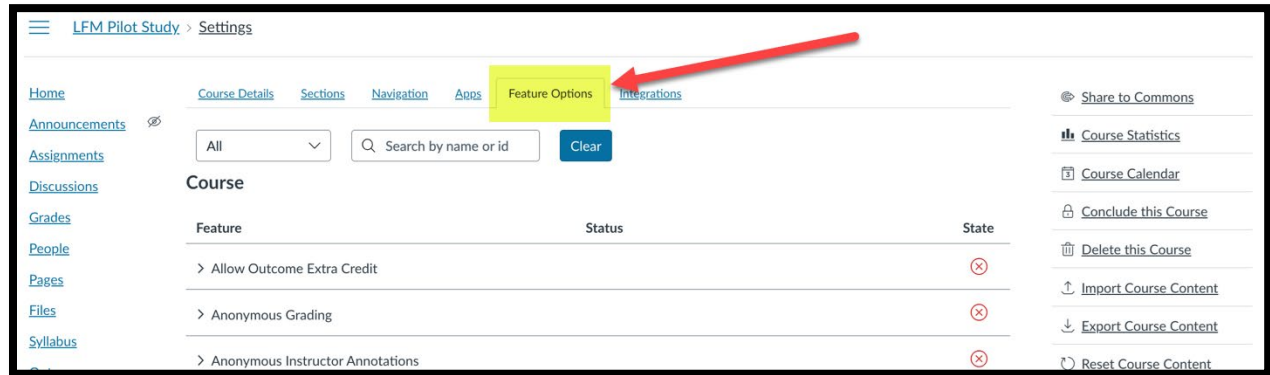 LFM Pilot Study > Settings
Home
Announcements
Assignments
Discussions
Grades
People
Pages
Files
Syllabus
Course Details Sections Navigation Apps Feature Options Integrations
All Search by name or id Clear
Course
Feature Status State
Allow Outcome Extra Credit
Anonymous Grading
Anonymous Instructor Annotations
Share to Commons
Course Statistics
3 Course Calendar
Conclude this Course
Delete this Course
Import Course Content
Export Course Content
Reset Course Content